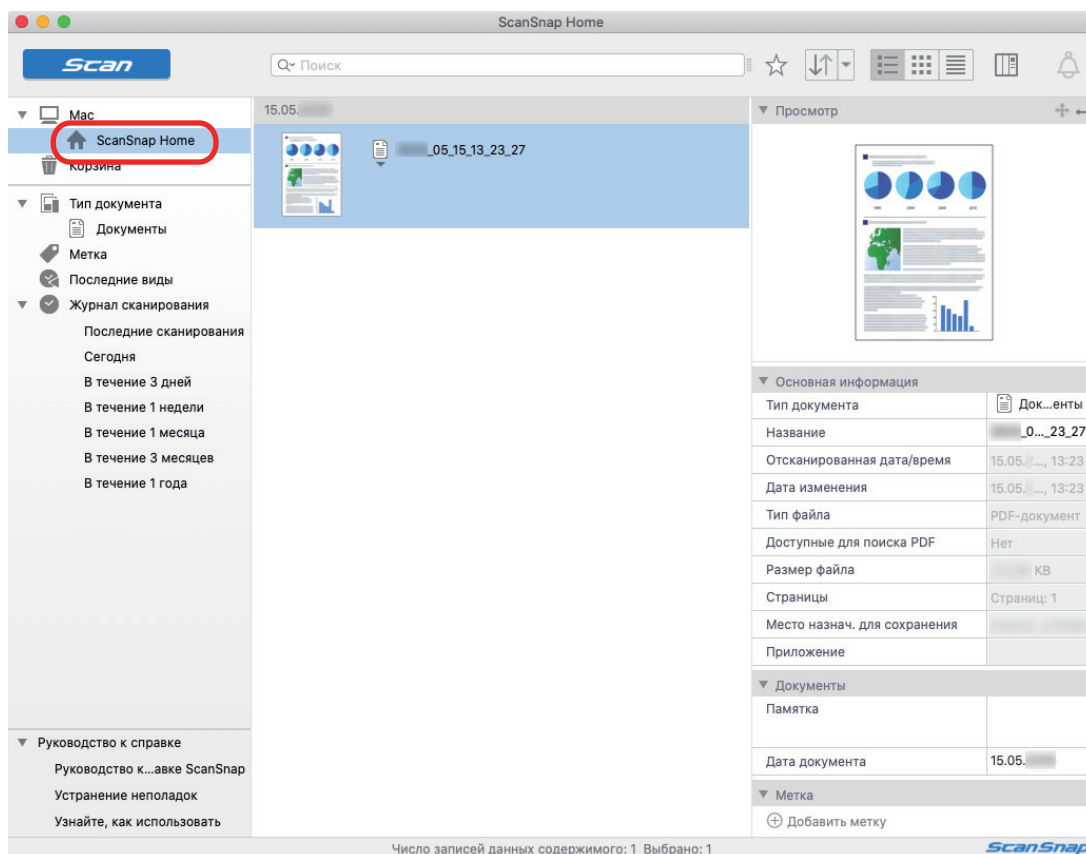 ScanSnap Home
Scan
Поиск
Mac
ScanSnap Home
Корзина
Тип документа
Документы
Метка
Последние виды
Журнал сканирования
Последние сканирования
Сегодня
В течение 3 дней
В течение 1 недели
В течение 1 месяца
В течение 3 месяцев
В течение 1 года
Руководство к справке
Руководство к...авке ScanSnap
Устранение неполадок
Узнайте, как использовать
15.05.
_05_15_13_23_27
Просмотр
Основная информация
Тип документа Док...енты
Название _0..._23_27
Отсканированная дата/время 15.05. ..., 13:23
Дата изменения 15.05. ..., 13:23
Тип файла PDF-документ
Доступные для поиска PDF Нет
Размер файла KB
Страницы Страниц: 1
Место назнач. для сохранения
Приложение
Документы
Памятка
Дата документа 15.05.
Метка
Добавить метку
Число записей данных содержимого: 1 Выбрано: 1
ScanSnap